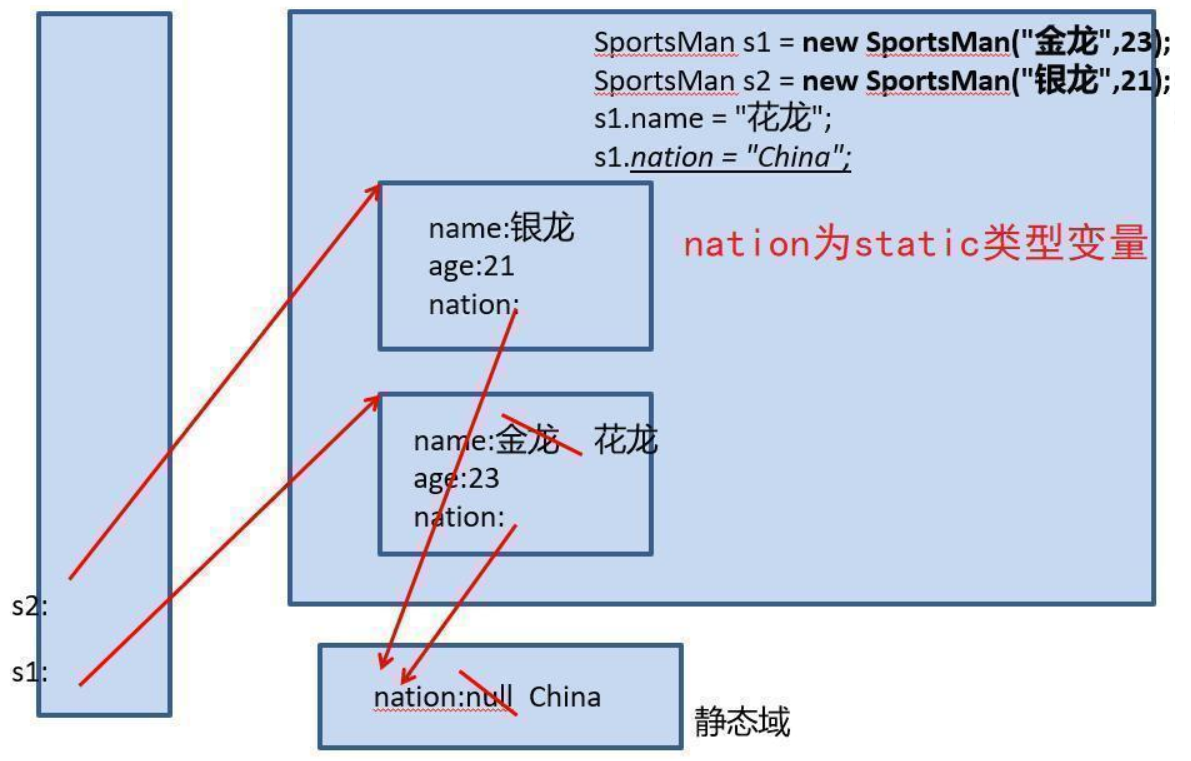 SportsMan s1 = new SportsMan("金龙",23);
SportsMan s2 = new SportsMan("银龙",21);
s1.name = "花龙";
s1.nation = "China";
nation为static类型变量
name:银龙
age:21
nation:
name:金龙 花龙
age:23
nation:
s2:
s1:
nation:null China
静态域